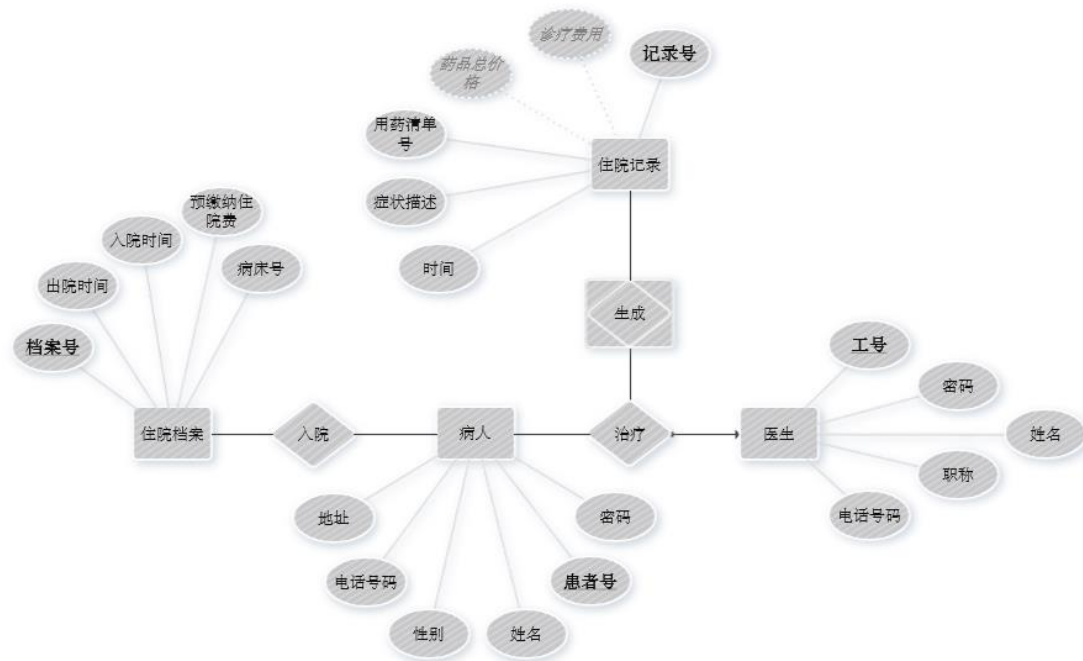 诊疗费用
记录号
药品总价
格
用药清单
号
住院记录
症状描述
时间
预缴纳住
院费
入院时间
病床号
出院时间
档案号
生成
工号
密码
住院档案
入院
病人
治疗
医生
姓名
职称
电话号码
地址
密码
电话号码
患者号
性别
姓名